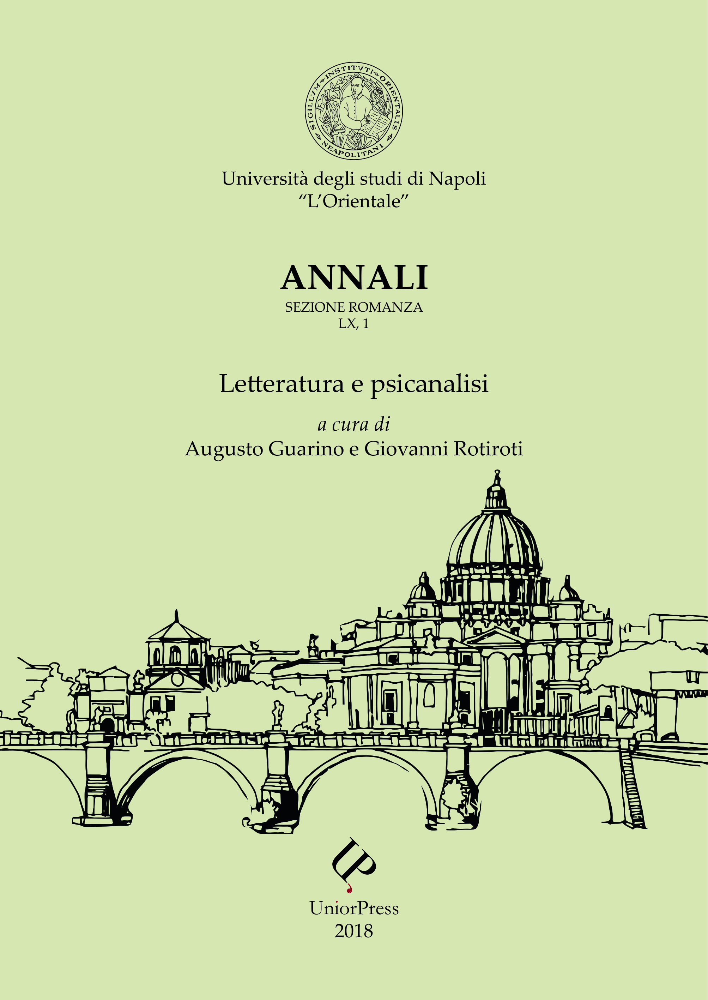 SIGILLVM INSTITVTI ORIENTALIS NEAPOLITANI
Università degli studi di Napoli
“L’Orientale”
ANNALI
SEZIONE ROMANZA
LX, 1
Letteratura e psicanalisi
a cura di
Augusto Guarino e Giovanni Rotiroti
UP
UniorPress
2018